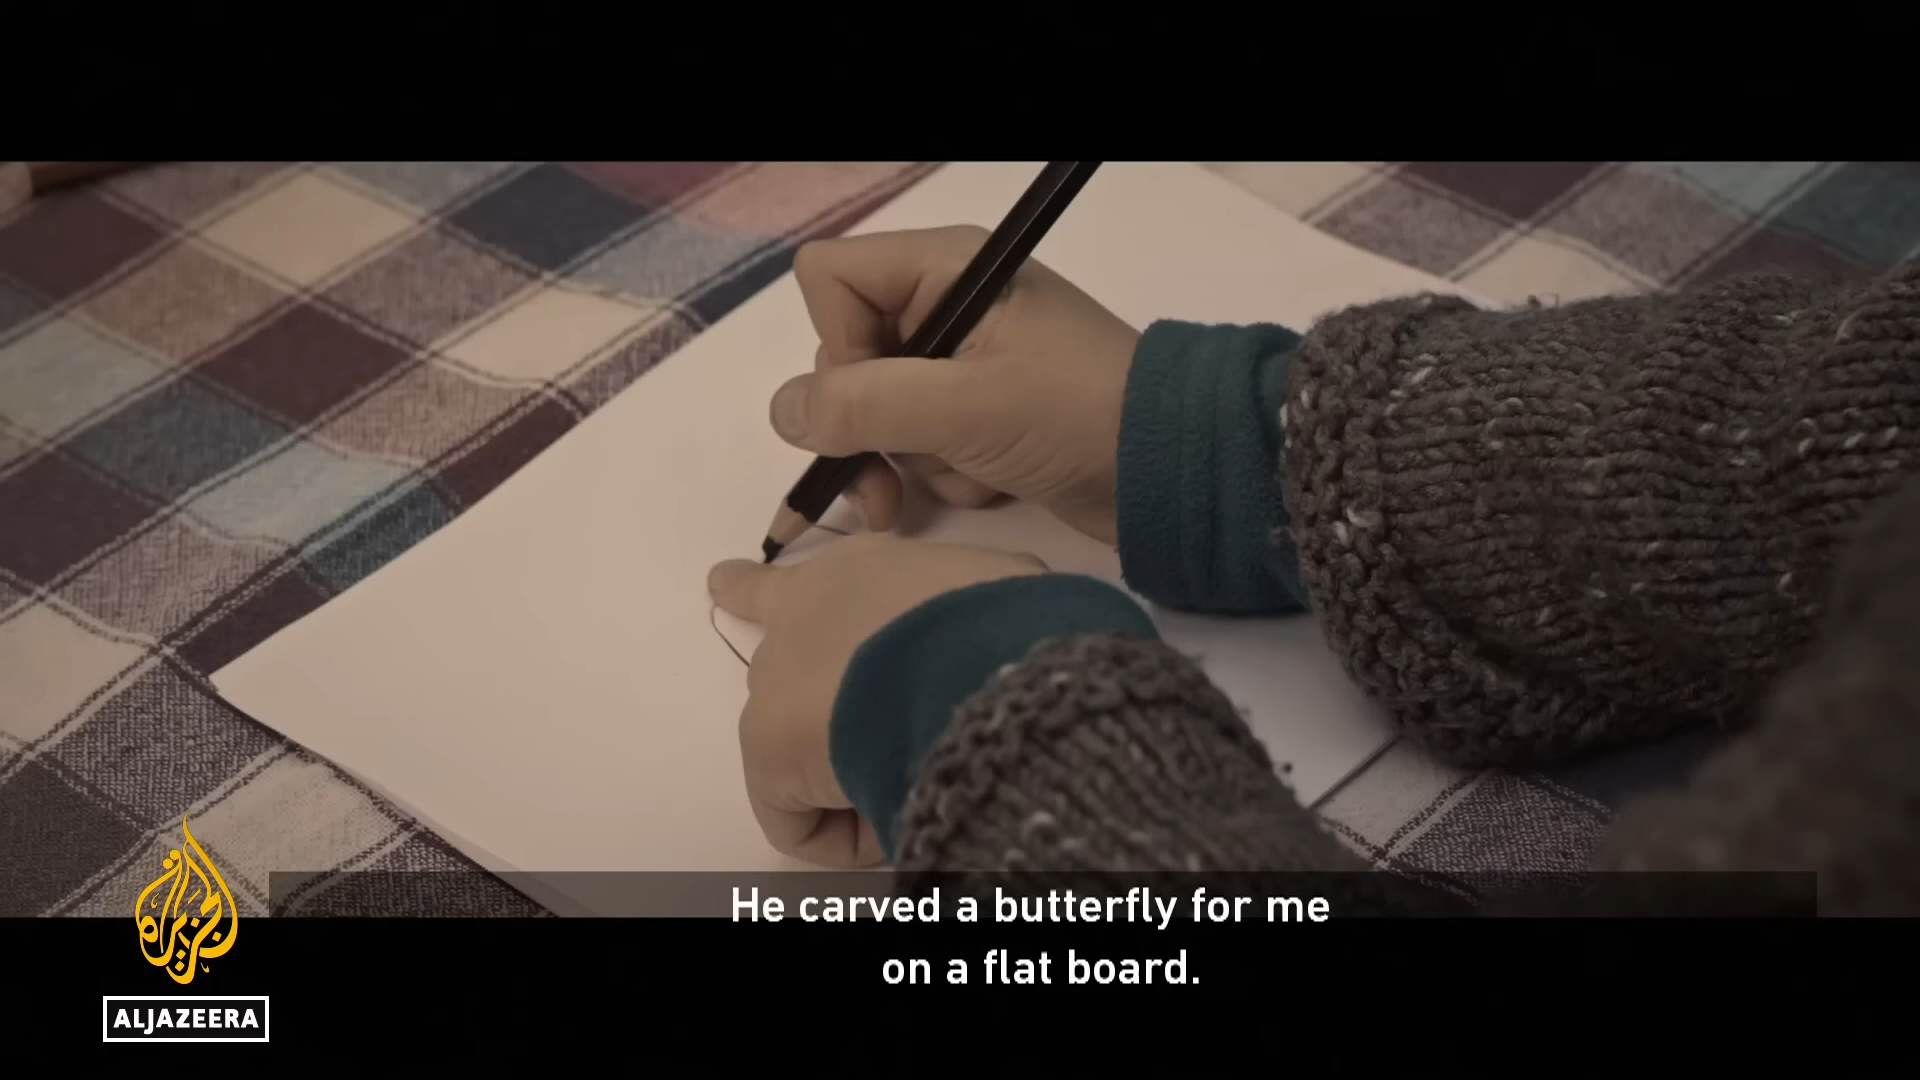 He carved a butterfly for me
on a flat board.
الجزيرة
ALJAZEERA